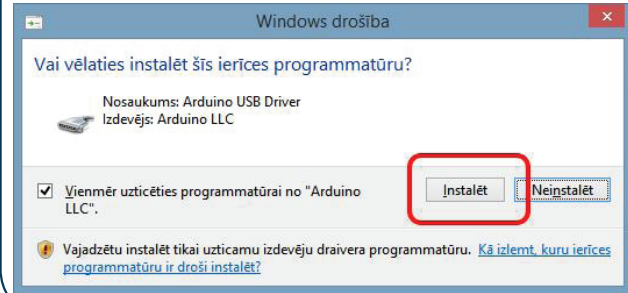 Windows drošība
Vai vēlaties instalēt šīs ierīces programmatūru?
Nosaukums: Arduino USB Driver
Izdevējs: Arduino LLC
Vienmēr uzticēties programmatūrai no "Arduino
LLC".
Instalēt
Neinstalēt
Vajadzētu instalēt tikai uzticamu izdevēju draivera programmatūru. Kā izlemt, kuru ierīces
programmatūru ir droši instalēt?